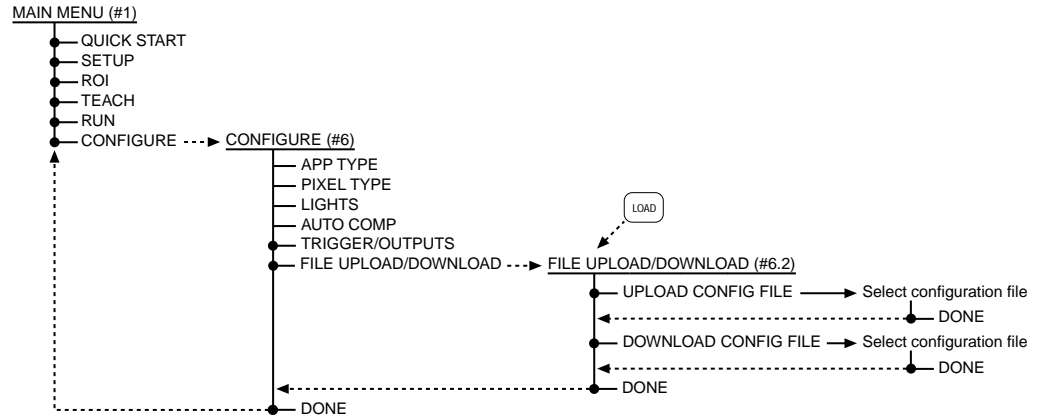 MAIN MENU (#1)
QUICK START
SETUP
ROI
TEACH
RUN
CONFIGURE
CONFIGURE (#6)
APP TYPE
PIXEL TYPE
LIGHTS
AUTO COMP
TRIGGER/OUTPUTS
FILE UPLOAD/DOWNLOAD
LOAD
FILE UPLOAD/DOWNLOAD (#6.2)
UPLOAD CONFIG FILE
Select configuration file
DONE
DOWNLOAD CONFIG FILE
Select configuration file
DONE
DONE
DONE